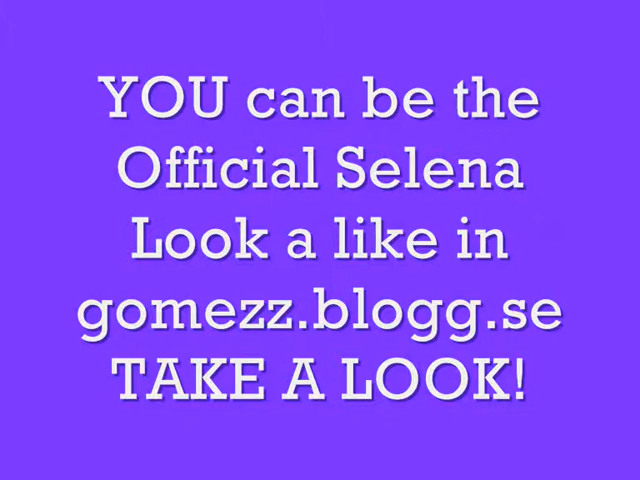 YOU can be the
Official Selena
Look a like in
gomezz.blogg.se
TAKE A LOOK!